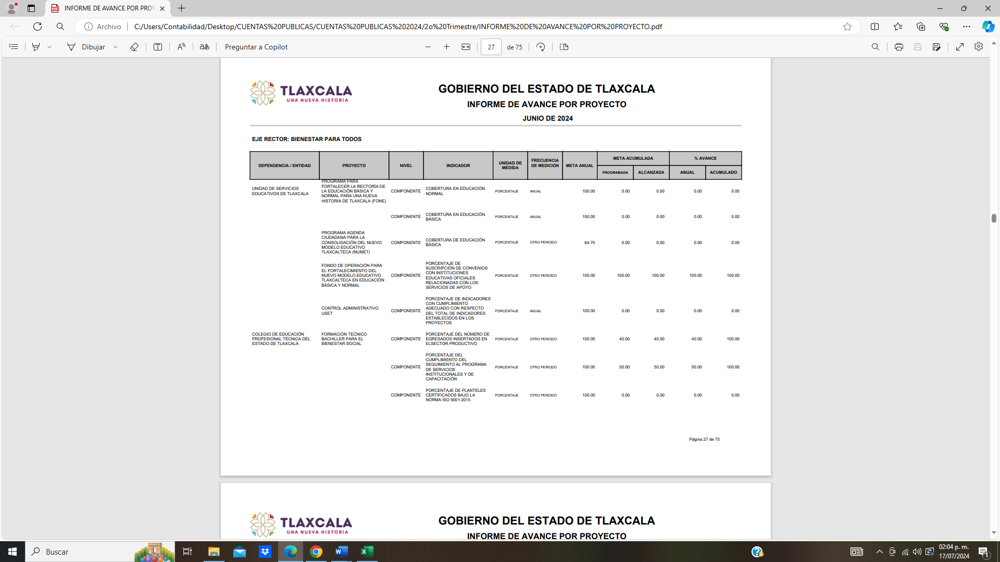 INFORME DE AVANCE POR PROY
Archivo
C:/Users/Contabilidad/Desktop/CUENTAS%20PUBLICAS/CUENTAS%20PUBLICAS%202024/2o%20Trimestre/INFORME%20DE%20AVANCE%20POR%20PROYECTO.pdf
Dibujar
Preguntar a Copilot
27 de 75
TLAXCALA
UNA NUEVA HISTORIA
GOBIERNO DEL ESTADO DE TLAXCALA
INFORME DE AVANCE POR PROYECTO
JUNIO DE 2024
EJE RECTOR: BIENESTAR PARA TODOS
DEPENDENCIA / ENTIDAD
PROYECTO
NIVEL
INDICADOR
UNIDAD DE
MEDIDA
FRECUENCIA
DE MEDICIÓN
META ANUAL
META ACUMULADA
PROGRAMADA
ALCANZADA
% AVANCE
ANUAL
ACUMULADO
UNIDAD DE SERVICIOS
EDUCATIVOS DE TLAXCALA
PROGRAMA PARA
FORTALECER LA RECTORÍA DE
LA EDUCACIÓN BÁSICA Y
NORMAL PARA UNA NUEVA
HISTORIA DE TLAXCALA (FONE)
COMPONENTE
COBERTURA EN EDUCACIÓN
NORMAL
PORCENTAJE
ANUAL
100.00 0.00 0.00 0.00 0.00
COMPONENTE
COBERTURA EN EDUCACIÓN
BÁSICA
PORCENTAJE
ANUAL
100.00 0.00 0.00 0.00 0.00
PROGRAMA AGENDA
CIUDADANA PARA LA
CONSOLIDACIÓN DEL NUEVO
MODELO EDUCATIVO
TLAXCALTECA (NUMET)
COMPONENTE
COBERTURA DE EDUCACIÓN
BÁSICA
PORCENTAJE
OTRO PERIODO
64.70 0.00 0.00 0.00 0.00
FONDO DE OPERACIÓN PARA
EL FORTALECIMIENTO DEL
NUEVO MODELO EDUCATIVO
TLAXCALTECA EN EDUCACIÓN
BÁSICA Y NORMAL
COMPONENTE
PORCENTAJE DE
SUSCRIPCIÓN DE CONVENIOS
CON INSTITUCIONES
EDUCATIVAS OFICIALES
RELACIONADAS CON LOS
SERVICIOS DE APOYO
PORCENTAJE
OTRO PERIODO
100.00 100.00 100.00 100.00 100.00
CONTROL ADMINISTRATIVO
USET
COMPONENTE
PORCENTAJE DE INDICADORES
CON CUMPLIMIENTO
ADECUADO CON RESPECTO
DEL TOTAL DE INDICADORES
ESTABLECIDOS EN LOS
PROYECTOS
PORCENTAJE
ANUAL
100.00 0.00 0.00 0.00 0.00
COLEGIO DE EDUCACIÓN
PROFESIONAL TÉCNICA DEL
ESTADO DE TLAXCALA
FORMACIÓN TECNICO
BACHILLER PARA EL
BIENESTAR SOCIAL
COMPONENTE
PORCENTAJE DEL NÚMERO DE
EGRESADOS INSERTADOS EN
ELSECTOR PRODUCTIVO
PORCENTAJE
OTRO PERIODO
100.00 40.00 40.00 40.00 100.00
COMPONENTE
PORCENTAJE DEL
CUMPLIMIENTO DEL
SEGUIMIENTO AL PROGRAMA
DE SERVICIOS
INSTITUCIONALES Y DE
CAPACITACIÓN
PORCENTAJE
OTRO PERIODO
100.00 50.00 50.00 50.00 100.00
COMPONENTE
PORCENTAJE DE PLANTELES
CERTIFICADOS BAJO LA
NORMA ISO 9001:2015
PORCENTAJE
OTRO PERIODO
100.00 0.00 0.00 0.00 0.00
Página 27 de 75
TLAXCALA
UNA NUEVA HISTORIA
GOBIERNO DEL ESTADO DE TLAXCALA
INFORME DE AVANCE POR PROYECTO
Buscar
02:04 p. m.
17/07/2024
1